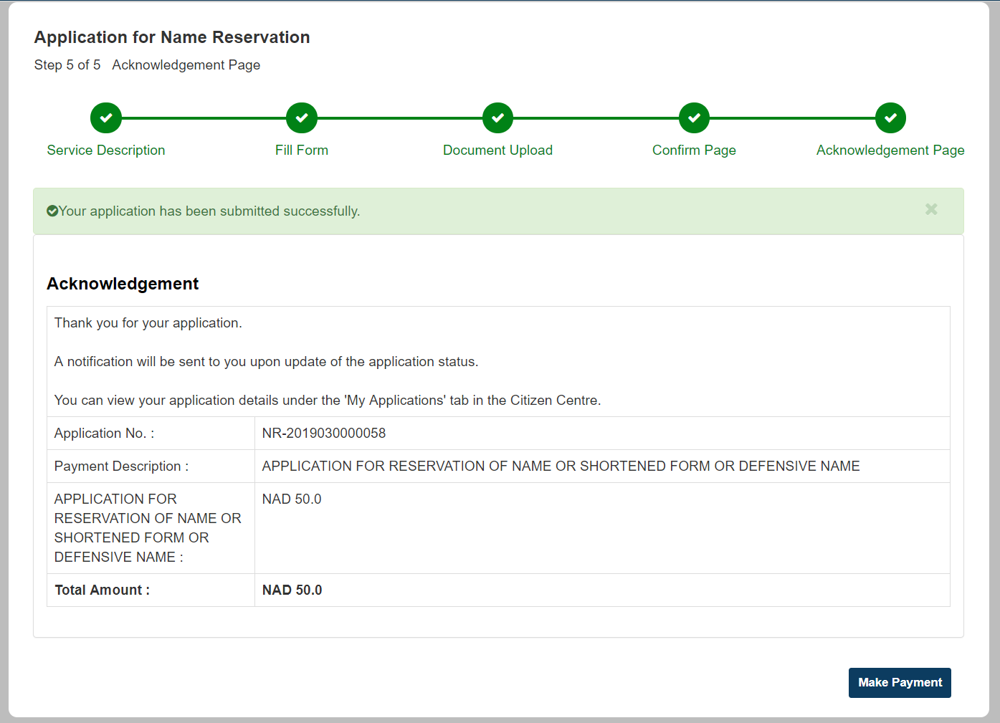 Application for Name Reservation
Step 5 of 5 Acknowledgement Page
Service Description
Fill Form
Document Upload
Confirm Page
Acknowledgement Page
Your application has been submitted successfully.
Acknowledgement
Thank you for your application.
A notification will be sent to you upon update of the application status.
You can view your application details under the 'My Applications' tab in the Citizen Centre.
Application No. : NR-2019030000058
Payment Description : APPLICATION FOR RESERVATION OF NAME OR SHORTENED FORM OR DEFENSIVE NAME
APPLICATION FOR NAD 50.0
RESERVATION OF NAME OR
SHORTENED FORM OR
DEFENSIVE NAME :
Total Amount : NAD 50.0
Make Payment